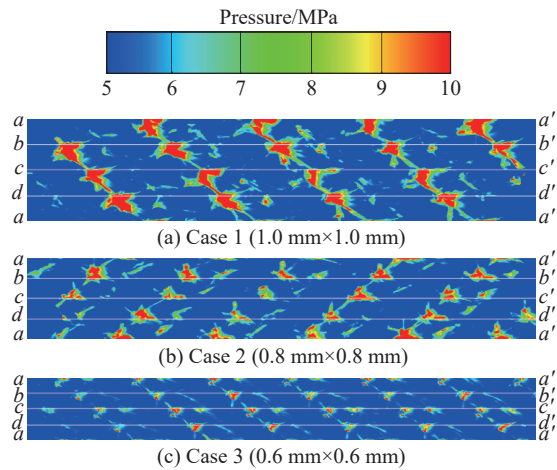 Pressure/MPa
5 6 7 8 9 10
a a′
b b′
c c′
d d′
a a′
(a) Case 1 (1.0 mm×1.0 mm)
a a′
b b′
c c′
d d′
a a′
(b) Case 2 (0.8 mm×0.8 mm)
a a′
b b′
c c′
d d′
a a′
(c) Case 3 (0.6 mm×0.6 mm)